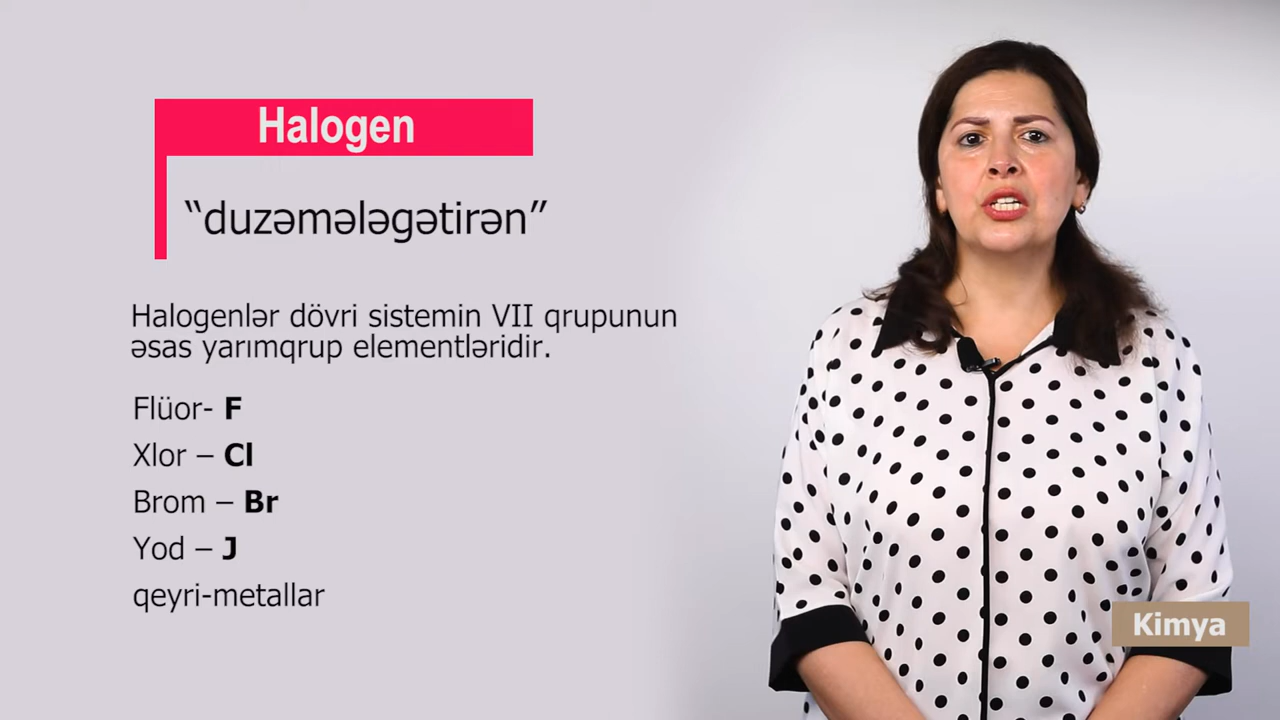 Halogen
“duzəmələgətirən”
Halogenlər dövri sistemin VII qrupunun
əsas yarımqrup elementləridir.
Flüor- F
Xlor – Cl
Brom – Br
Yod – J
qeyri-metallar
Kimya